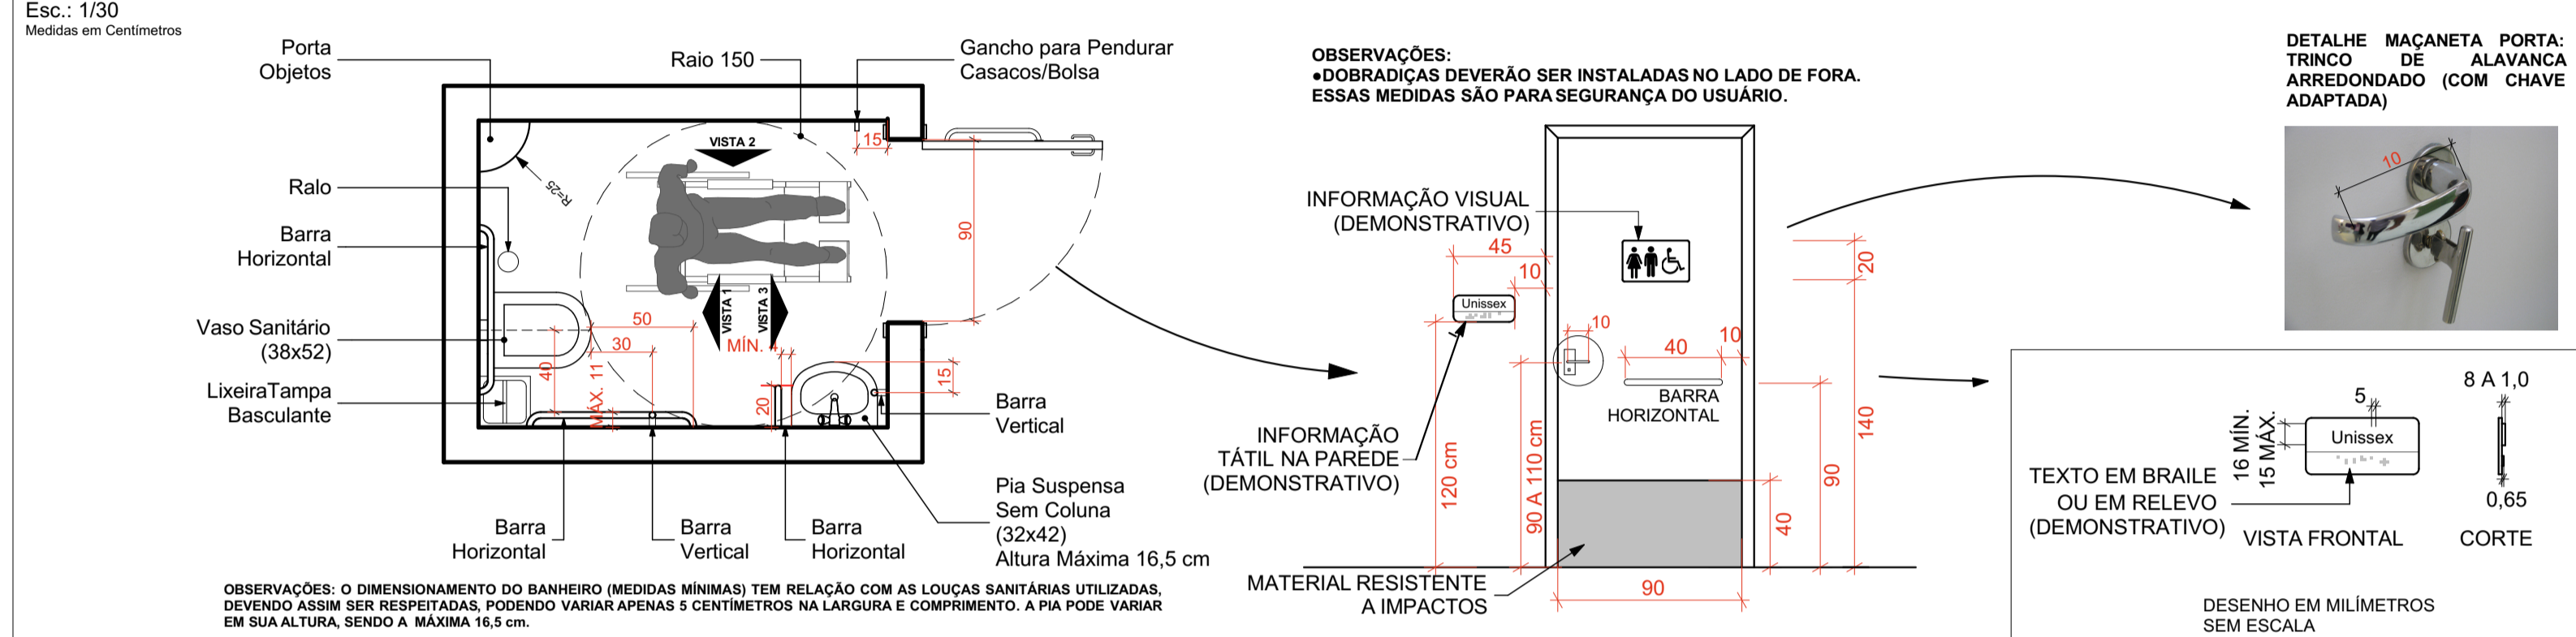 Esc.: 1/30
Medidas em Centímetros
Porta
Objetos
Raio 150
Gancho para Pendurar
Casacos/Bolsa
15
VISTA 2
R=25
Ralo
Barra
Horizontal
90
VISTA 1
VISTA 3
Vaso Sanitário
(38x52)
50
30
MÍN. 4
40
MÁX. 11
20
15
LixeiraTampa
Basculante
Barra
Vertical
Pia Suspensa
Sem Coluna
(32x42)
Altura Máxima 16,5 cm
Barra
Horizontal
Barra
Vertical
Barra
Horizontal
OBSERVAÇÕES: O DIMENSIONAMENTO DO BANHEIRO (MEDIDAS MÍNIMAS) TEM RELAÇÃO COM AS LOUÇAS SANITÁRIAS UTILIZADAS,
DEVENDO ASSIM SER RESPEITADAS, PODENDO VARIAR APENAS 5 CENTÍMETROS NA LARGURA E COMPRIMENTO. A PIA PODE VARIAR
EM SUA ALTURA, SENDO A MÁXIMA 16,5 cm.
OBSERVAÇÕES:
●DOBRADIÇAS DEVERÃO SER INSTALADAS NO LADO DE FORA.
ESSAS MEDIDAS SÃO PARA SEGURANÇA DO USUÁRIO.
INFORMAÇÃO VISUAL
(DEMONSTRATIVO)
45
10
Unissex
10
40
10
BARRA
HORIZONTAL
20
140
90
40
120 cm
90 A 110 cm
INFORMAÇÃO
TÁTIL NA PAREDE
(DEMONSTRATIVO)
MATERIAL RESISTENTE
A IMPACTOS
90
DETALHE MAÇANETA PORTA:
TRINCO DE ALAVANCA
ARREDONDADO (COM CHAVE
ADAPTADA)
10
8 A 1,0
5
16 MÍN.
15 MÁX.
Unissex
TEXTO EM BRAILE
OU EM RELEVO
(DEMONSTRATIVO)
0,65
VISTA FRONTAL
CORTE
DESENHO EM MILÍMETROS
SEM ESCALA